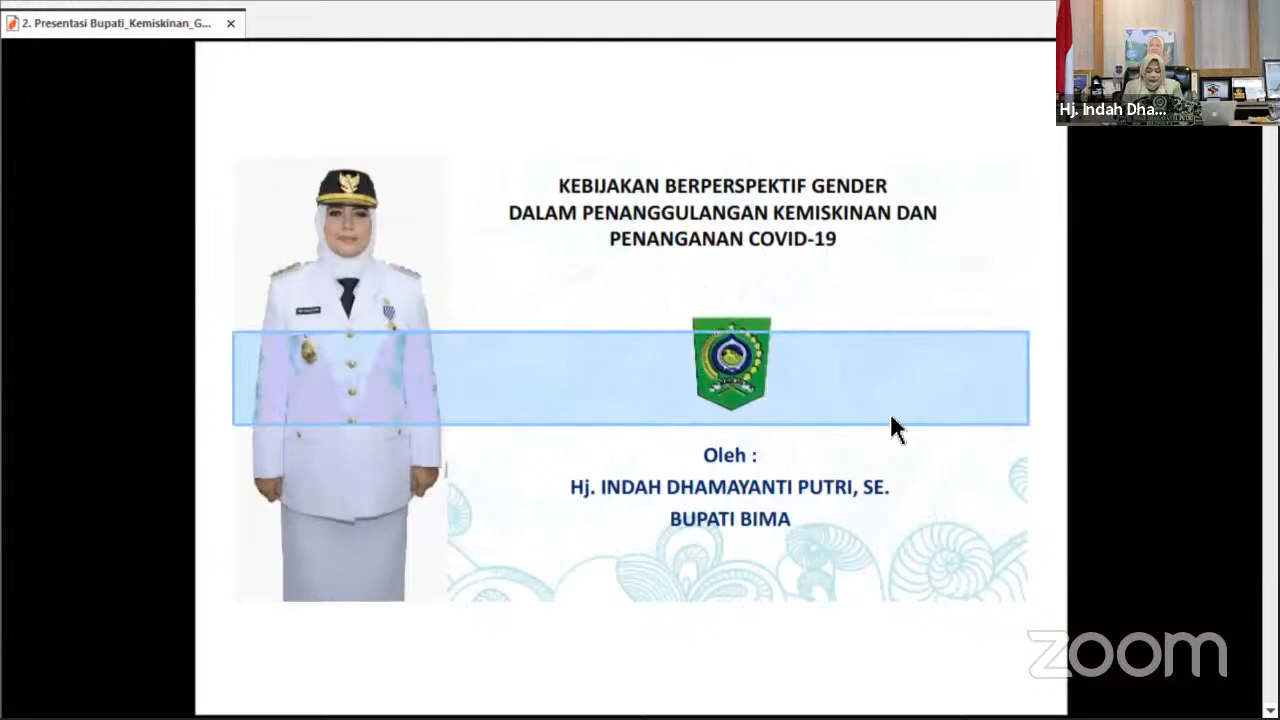 2. Presentasi Bupati_Kemiskinan_G...
Hj. Indah Dha...
KEBIJAKAN BERPERSPEKTIF GENDER
DALAM PENANGGULANGAN KEMISKINAN DAN
PENANGANAN COVID-19
Oleh :
Hj. INDAH DHAMAYANTI PUTRI, SE.
BUPATI BIMA
zoom